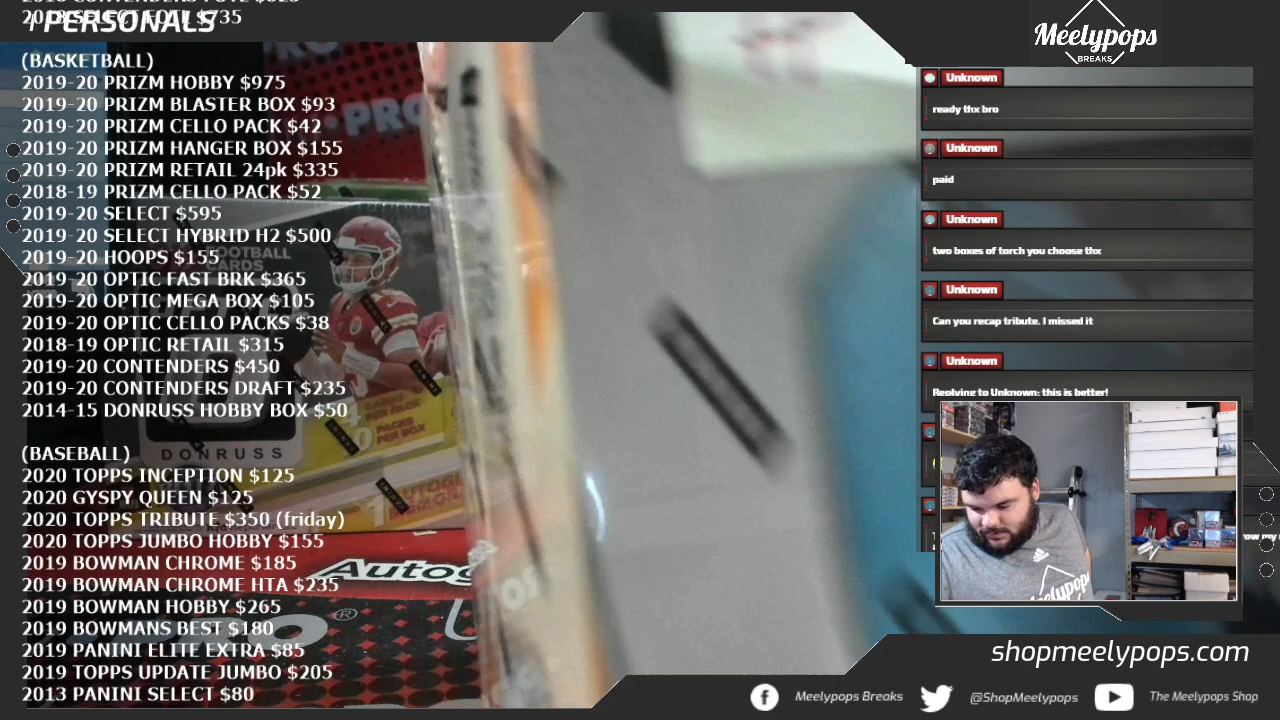 / PERSONALS
2018 SELECT FOTL $735
(BASKETBALL)
2019-20 PRIZM HOBBY $975
2019-20 PRIZM BLASTER BOX $93
2019-20 PRIZM CELLO PACK $42
2019-20 PRIZM HANGER BOX $155
2019-20 PRIZM RETAIL 24pk $335
2018-19 PRIZM CELLO PACK $52
2019-20 SELECT $595
2019-20 SELECT HYBRID H2 $500
2019-20 HOOPS $155
2019-20 OPTIC FAST BRK $365
2019-20 OPTIC MEGA BOX $105
2019-20 OPTIC CELLO PACKS $38
2018-19 OPTIC RETAIL $315
2019-20 CONTENDERS $450
2019-20 CONTENDERS DRAFT $235
2014-15 DONRUSS HOBBY BOX $50
(BASEBALL)
2020 TOPPS INCEPTION $125
2020 GYSPY QUEEN $125
2020 TOPPS TRIBUTE $350 (friday)
2020 TOPPS JUMBO HOBBY $155
2019 BOWMAN CHROME $185
2019 BOWMAN CHROME HTA $235
2019 BOWMAN HOBBY $265
2019 BOWMANS BEST $180
2019 PANINI ELITE EXTRA $85
2019 TOPPS UPDATE JUMBO $205
2013 PANINI SELECT $80
FOOTBALL
CARDS
DONRUSS
Meelypops
BREAKS
Unknown
ready thx bro
Unknown
paid
Unknown
two boxes of torch you choose thx
Unknown
Can you recap tribute. I missed it
Unknown
Replying to Unknown: this is better!
Meelypops
shopmeelypops.com
Meelypops Breaks
@ShopMeelypops
The Meelypops Shop